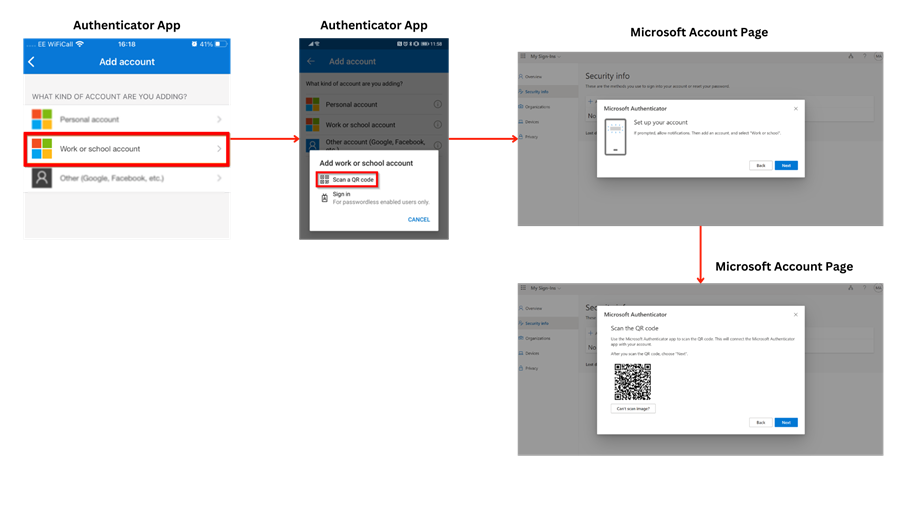 Authenticator App
EE WiFiCall
16:18
41%
Add account
WHAT KIND OF ACCOUNT ARE YOU ADDING?
Personal account
Work or school account
Other (Google, Facebook, etc.)
Authenticator App
11:58
Add account
What kind of account are you adding?
Personal account
Work or school account
Other account (Google, Facebook,
etc.)
Add work or school account
Scan a QR code
Sign in
For passwordless enabled users only.
CANCEL
Microsoft Account Page
My Sign-Ins
Overview
Security info
Organizations
Devices
Privacy
Security info
These are the methods you use to sign into your account or reset your password.
No
Microsoft Authenticator
Set up your account
If prompted, allow notifications. Then add an account, and select "Work or school".
Back
Next
Microsoft Account Page
My Sign-Ins
Overview
Security info
Organizations
Devices
Privacy
No
Microsoft Authenticator
Scan the QR code
Use the Microsoft Authenticator app to scan the QR code. This will connect the Microsoft Authenticator
app with your account.
After you scan the QR code, choose "Next".
Can't scan image?
Back
Next